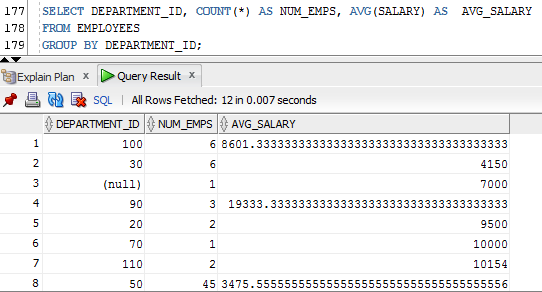 177 SELECT DEPARTMENT_ID, COUNT(*) AS NUM_EMPS, AVG(SALARY) AS  AVG_SALARY
178 FROM EMPLOYEES
179 GROUP BY DEPARTMENT_ID;
Explain Plan x Query Result x
SQL | All Rows Fetched: 12 in 0.007 seconds
DEPARTMENT_ID NUM_EMPS AVG_SALARY
1 100 6 8601.333333333333333333333333333333333333
2 30 6 4150
3 (null) 1 7000
4 90 3 19333.3333333333333333333333333333333333
5 20 2 9500
6 70 1 10000
7 110 2 10154
8 50 45 3475.555555555555555555555555555555555556